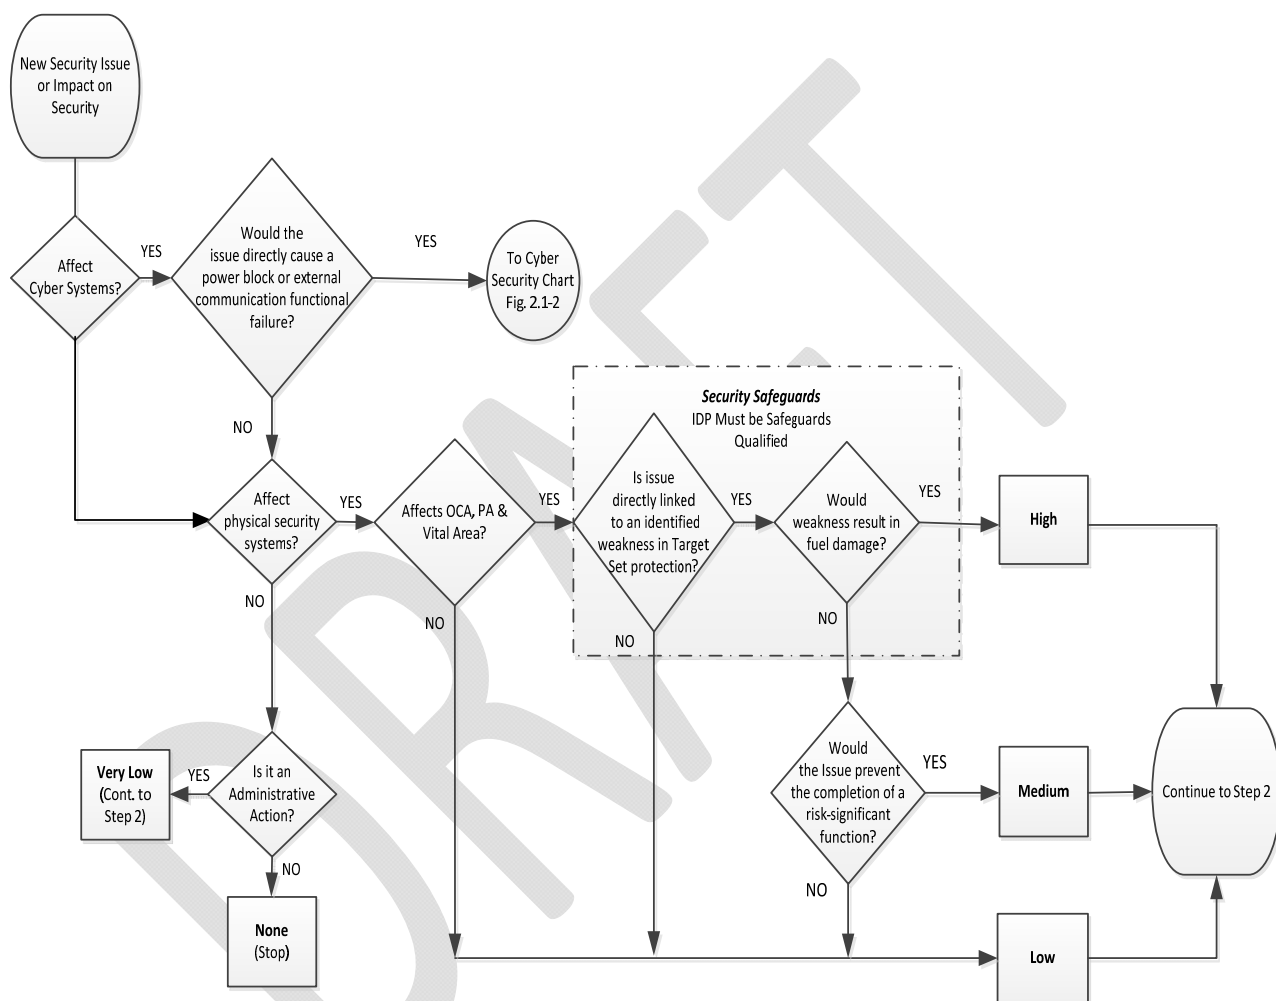 New Security Issue
or Impact on
Security
Affect
Cyber Systems?
YES
Would the
issue directly cause a
power block or external
communication functional
failure?
YES
To Cyber
Security Chart
Fig. 2.1-2
NO
Security Safeguards
IDP Must be Safeguards
Qualified
Affect
physical security
systems?
YES
Affects OCA, PA &
Vital Area?
YES
Is issue
directly linked
to an identified
weakness in Target
Set protection?
YES
Would
weakness result in
fuel damage?
YES
High
NO
NO
NO
NO
Very Low
(Cont. to
Step 2)
YES
Is it an
Administrative
Action?
Would
the Issue prevent
the completion of a
risk-significant
function?
YES
Medium
Continue to Step 2
NO
NO
None
(Stop)
Low
DRAFT